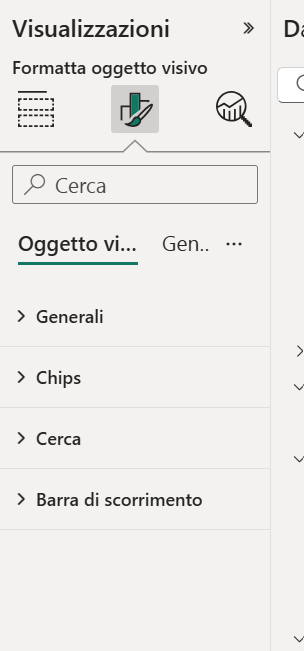 Visualizzazioni
Da
Formatta oggetto visivo
Cerca
Oggetto vi... Gen.. ...
Generali
Chips
Cerca
Barra di scorrimento